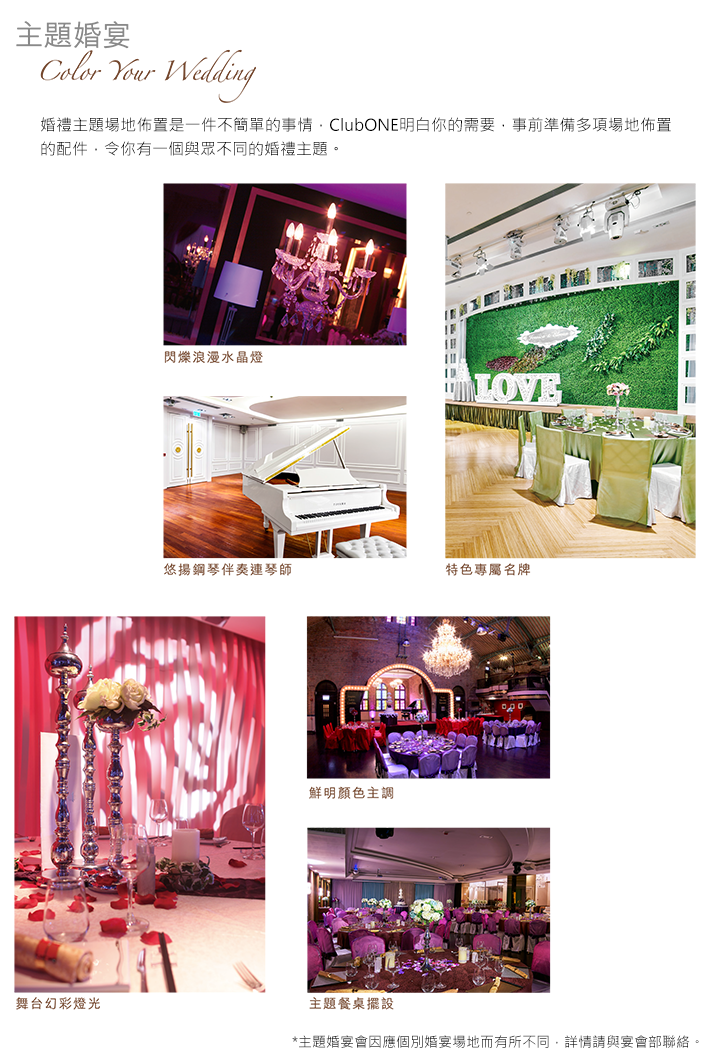 主題婚宴
Color Your Wedding
婚禮主題場地佈置是一件不簡單的事情，ClubONE明白你的需要，事前準備多項場地佈置
的配件，令你有一個與眾不同的婚禮主題。
閃爍浪漫水晶燈
LOVE
悠揚鋼琴伴奏連琴師
特色專屬名牌
鮮明顏色主調
舞台幻彩燈光
主題餐桌擺設
*主題婚宴會因應個別婚宴場地而有所不同，詳情請與宴會部聯絡。